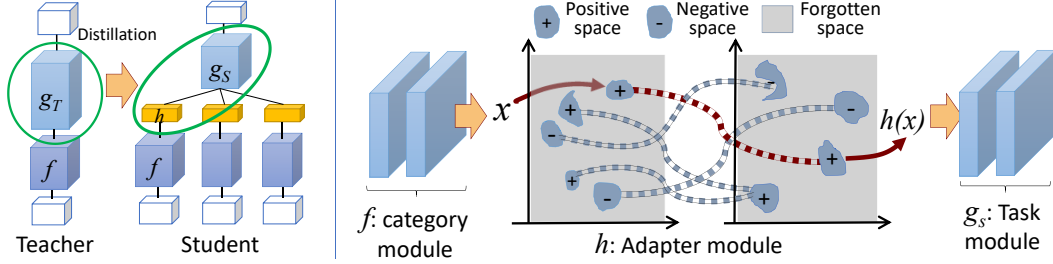 Distillation
g_T
g_S
h
f
f
Teacher
Student
+ Positive space
- Negative space
Forgotten space
x
+
+
-
+
-
-
-
+
+
h(x)
f: category module
h: Adapter module
g_s: Task module